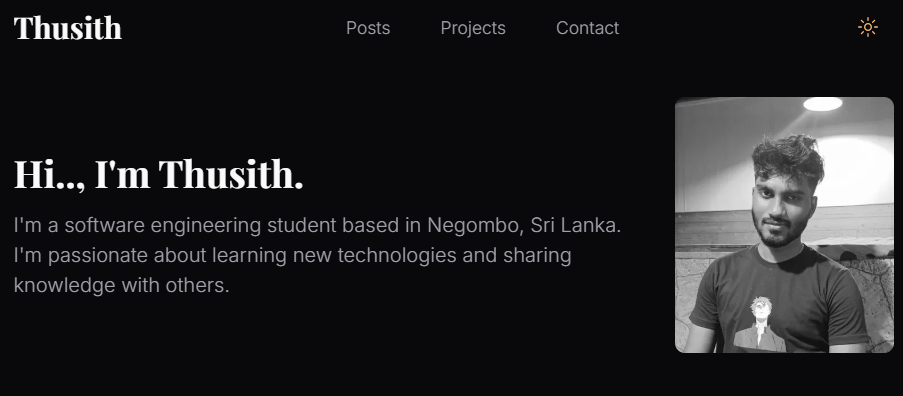 Thusith
Posts Projects Contact
Hi.., I'm Thusith.
I'm a software engineering student based in Negombo, Sri Lanka.
I'm passionate about learning new technologies and sharing
knowledge with others.